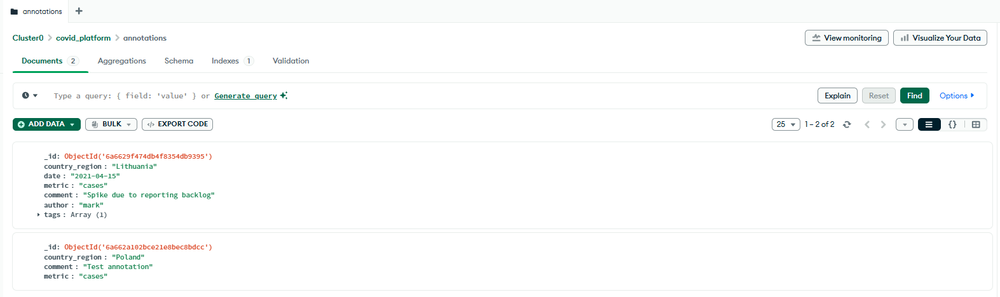 annotations
Cluster0 > covid_platform > annotations
View monitoring
Visualize Your Data
Documents 2 Aggregations Schema Indexes 1 Validation
Type a query: { field: 'value' } or Generate query
Explain Reset Find Options
ADD DATA BULK EXPORT CODE
25 1 – 2 of 2 {}
_id: ObjectId('6a6629f474db4f8354db9395')
country_region : "Lithuania"
date : "2021-04-15"
metric : "cases"
comment : "Spike due to reporting backlog"
author : "mark"
tags : Array (1)
_id: ObjectId('6a662a102bce21e8bec8bdcc')
country_region : "Poland"
comment : "Test annotation"
metric : "cases"